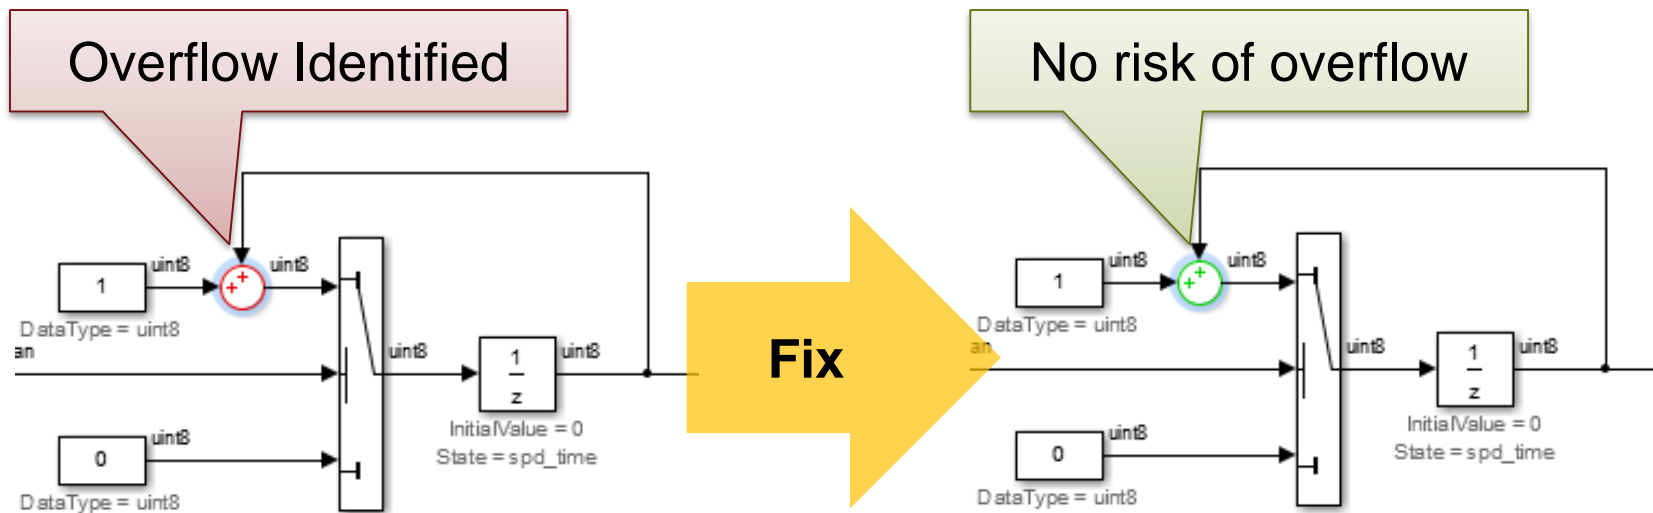 Overflow Identified
No risk of overflow
uint8
uint8
1
DataType = uint8
an
uint8
1
z
uint8
InitialValue = 0
State = spd_time
uint8
0
DataType = uint8
Fix
uint8
uint8
1
DataType = uint8
an
uint8
1
z
uint8
InitialValue = 0
State = spd_time
uint8
0
DataType = uint8